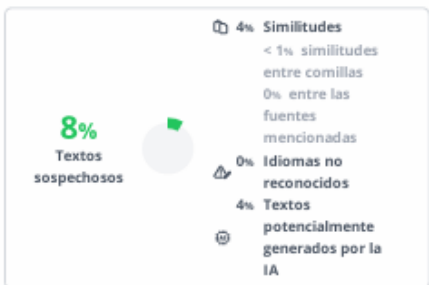 8%
Textos
sospechosos
4% Similitudes
< 1% similitudes
entre comillas
0% entre las
fuentes
mencionadas
0% Idiomas no
reconocidos
4% Textos
potencialmente
generados por la
IA